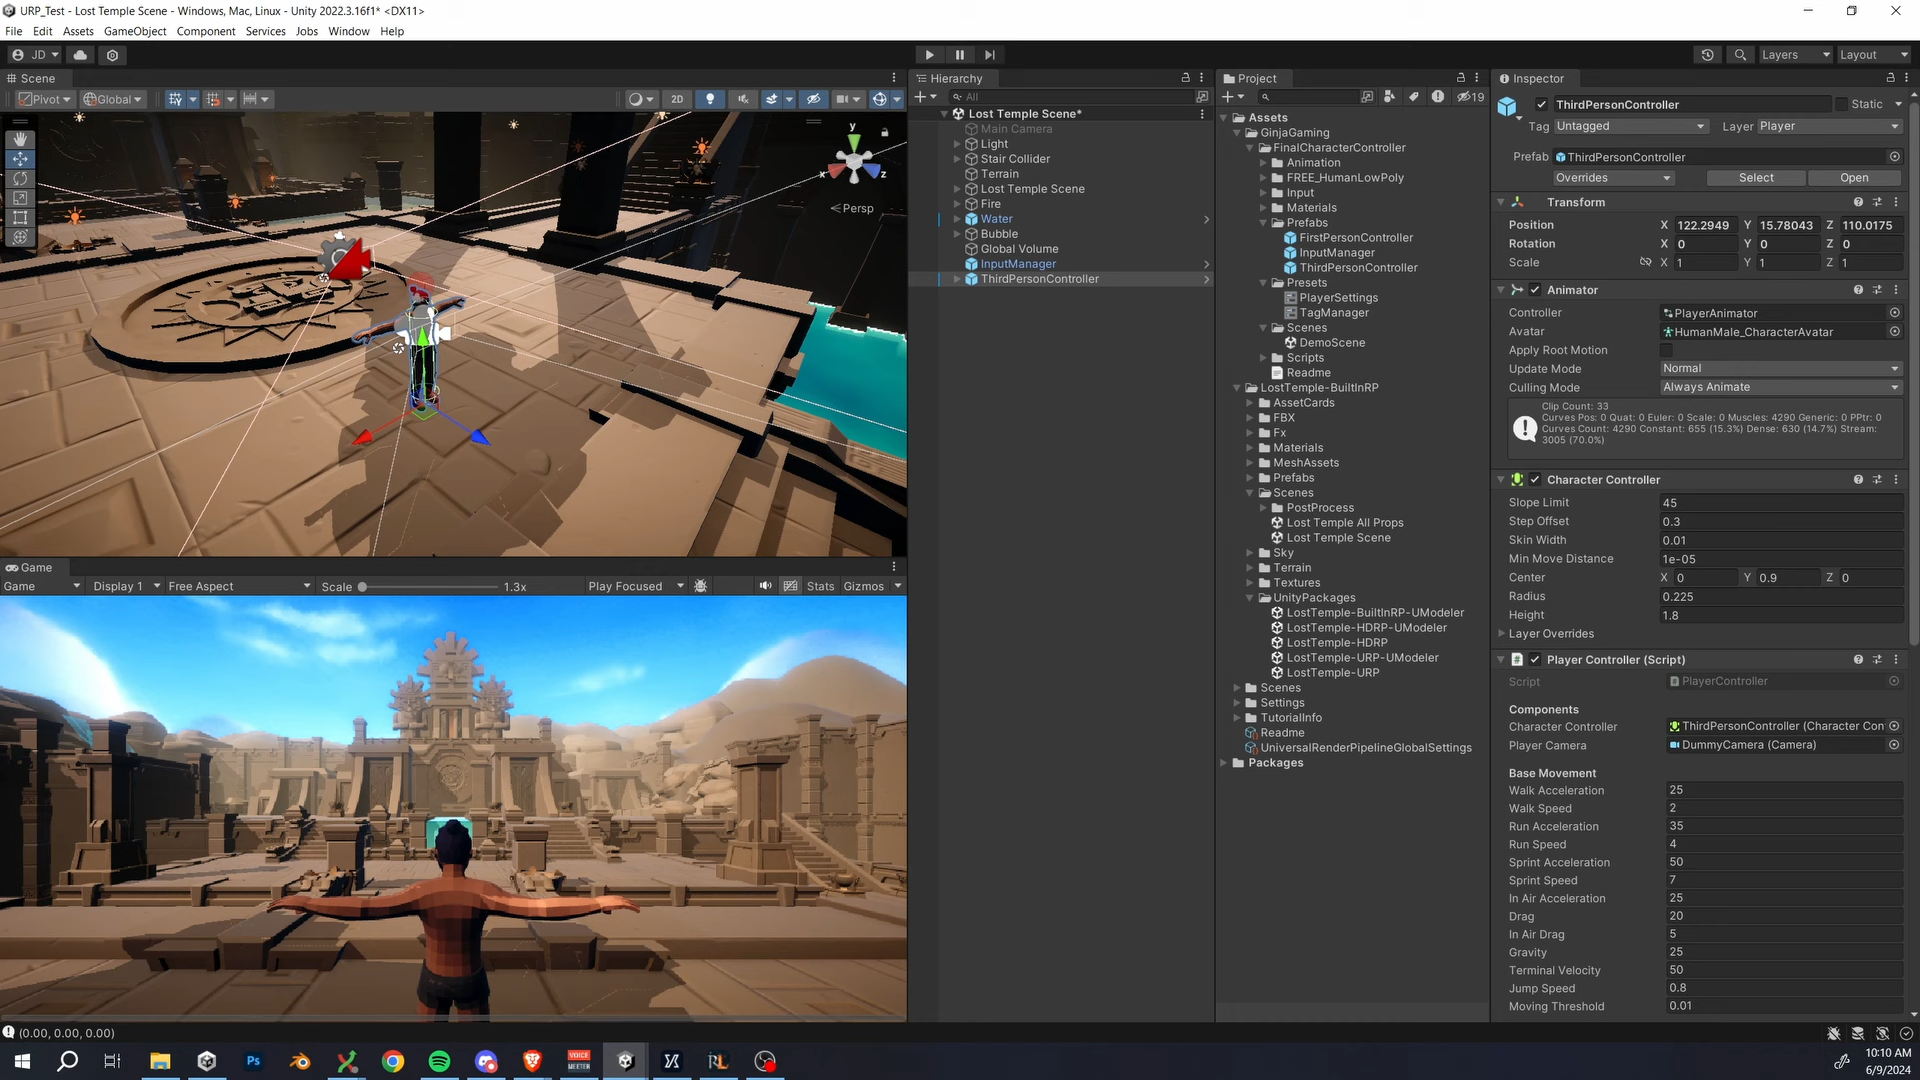 URP_Test - Lost Temple Scene - Windows, Mac, Linux - Unity 2022.3.16f1* <DX11>
File Edit Assets GameObject Component Services Jobs Window Help
JD
Layers Layout
Scene
Pivot Global 2D
y
x z
Persp
Game
Game Display 1 Free Aspect Scale 1.3x Play Focused Stats Gizmos
Hierarchy
All
Lost Temple Scene*
Main Camera
Light
Stair Collider
Terrain
Lost Temple Scene
Fire
Water
Bubble
Global Volume
InputManager
ThirdPersonController
Project
19
Assets
GinjaGaming
FinalCharacterController
Animation
FREE_HumanLowPoly
Input
Materials
Prefabs
FirstPersonController
InputManager
ThirdPersonController
Presets
PlayerSettings
TagManager
Scenes
DemoScene
Scripts
Readme
LostTemple-BuiltInRP
AssetCards
FBX
Fx
Materials
MeshAssets
Prefabs
Scenes
PostProcess
Lost Temple All Props
Lost Temple Scene
Sky
Terrain
Textures
UnityPackages
LostTemple-BuiltInRP-UModeler
LostTemple-HDRP-UModeler
LostTemple-HDRP
LostTemple-URP-UModeler
LostTemple-URP
Scenes
Settings
TutorialInfo
Readme
UniversalRenderPipelineGlobalSettings
Packages
Inspector
ThirdPersonController Static
Tag Untagged Layer Player
Prefab ThirdPersonController
Overrides Select Open
Transform
Position X 122.2949 Y 15.78043 Z 110.0175
Rotation X 0 Y 0 Z 0
Scale X 1 Y 1 Z 1
Animator
Controller PlayerAnimator
Avatar HumanMale_CharacterAvatar
Apply Root Motion
Update Mode Normal
Culling Mode Always Animate
Clip Count: 33
Curves Pos: 0 Quat: 0 Euler: 0 Scale: 0 Muscles: 4290 Generic: 0 PPtr: 0
Curves Count: 4290 Constant: 655 (15.3%) Dense: 630 (14.7%) Stream:
3005 (70.0%)
Character Controller
Slope Limit 45
Step Offset 0.3
Skin Width 0.01
Min Move Distance 1e-05
Center X 0 Y 0.9 Z 0
Radius 0.225
Height 1.8
Layer Overrides
Player Controller (Script)
Script PlayerController
Components
Character Controller ThirdPersonController (Character Con
Player Camera DummyCamera (Camera)
Base Movement
Walk Acceleration 25
Walk Speed 2
Run Acceleration 35
Run Speed 4
Sprint Acceleration 50
Sprint Speed 7
In Air Acceleration 25
Drag 20
In Air Drag 5
Gravity 25
Terminal Velocity 50
Jump Speed 0.8
Moving Threshold 0.01
(0.00, 0.00, 0.00)
Ps
VOICE
MEETER
RL
10:10 AM
6/9/2024